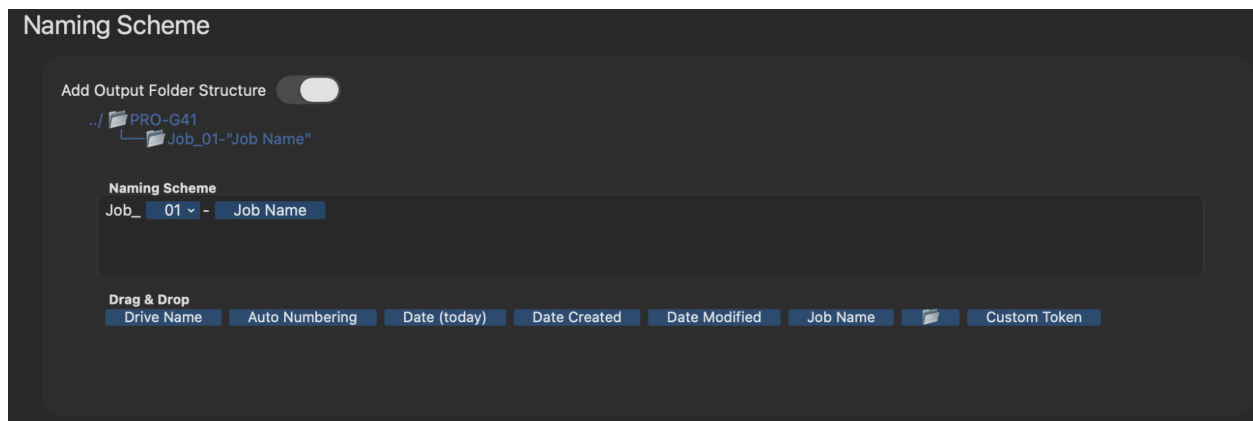 Naming Scheme
Add Output Folder Structure
../ PRO-G41
Job_01-"Job Name"
Naming Scheme
Job_ 01 - Job Name
Drag & Drop
Drive Name Auto Numbering Date (today) Date Created Date Modified Job Name Custom Token